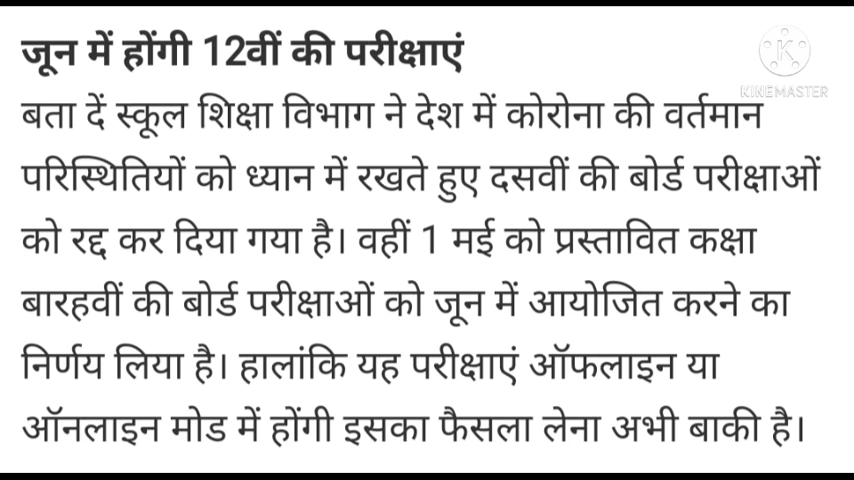 जून में होंगी 12वीं की परीक्षाएं
K
KINEMASTER
बता दें स्कूल शिक्षा विभाग ने देश में कोरोना की वर्तमान
परिस्थितियों को ध्यान में रखते हुए दसवीं की बोर्ड परीक्षाओं
को रद्द कर दिया गया है। वहीं 1 मई को प्रस्तावित कक्षा
बारहवीं की बोर्ड परीक्षाओं को जून में आयोजित करने का
निर्णय लिया है। हालांकि यह परीक्षाएं ऑफलाइन या
ऑनलाइन मोड में होंगी इसका फैसला लेना अभी बाकी है।